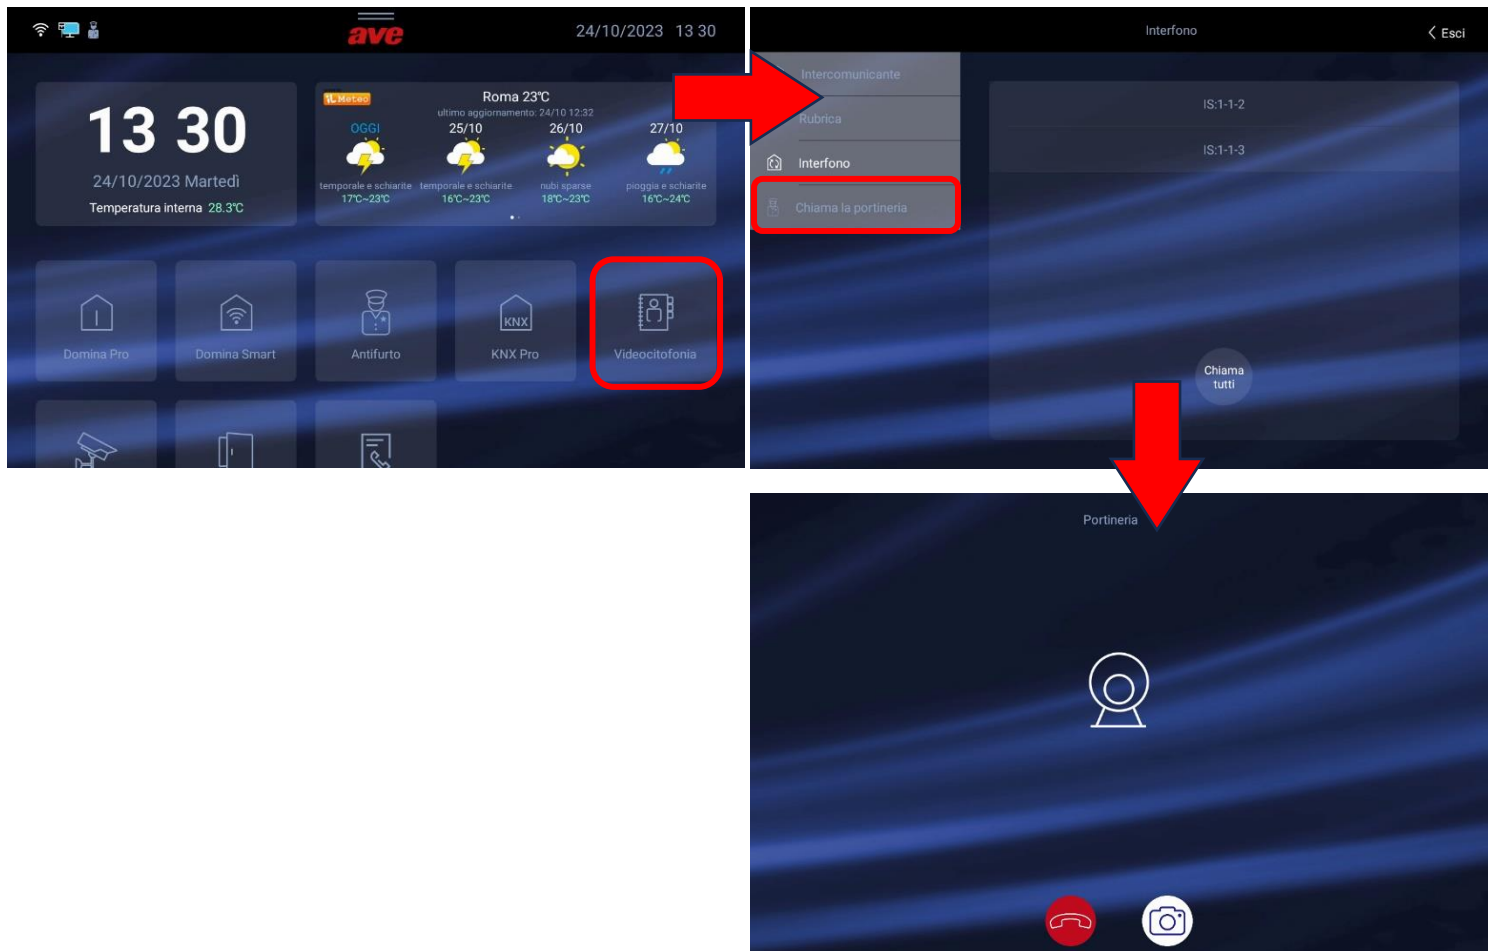 ave
24/10/2023 13 30
13 30
24/10/2023 Martedì
Temperatura interna 28.3℃
iL Meteo
Roma 23℃
ultimo aggiornamento: 24/10 12:32
OGGI 25/10 26/10 27/10
temporale e schiarite temporale e schiarite nubi sparse pioggia e schiarite
17℃~23℃ 16℃~23℃ 18℃~23℃ 16℃~24℃
Domina Pro
Domina Smart
Antifurto
KNX
KNX Pro
Videocitofonia
Interfono
Esci
Intercomunicante
Rubrica
Interfono
Chiama la portineria
IS:1-1-2
IS:1-1-3
Chiama
tutti
Portineria